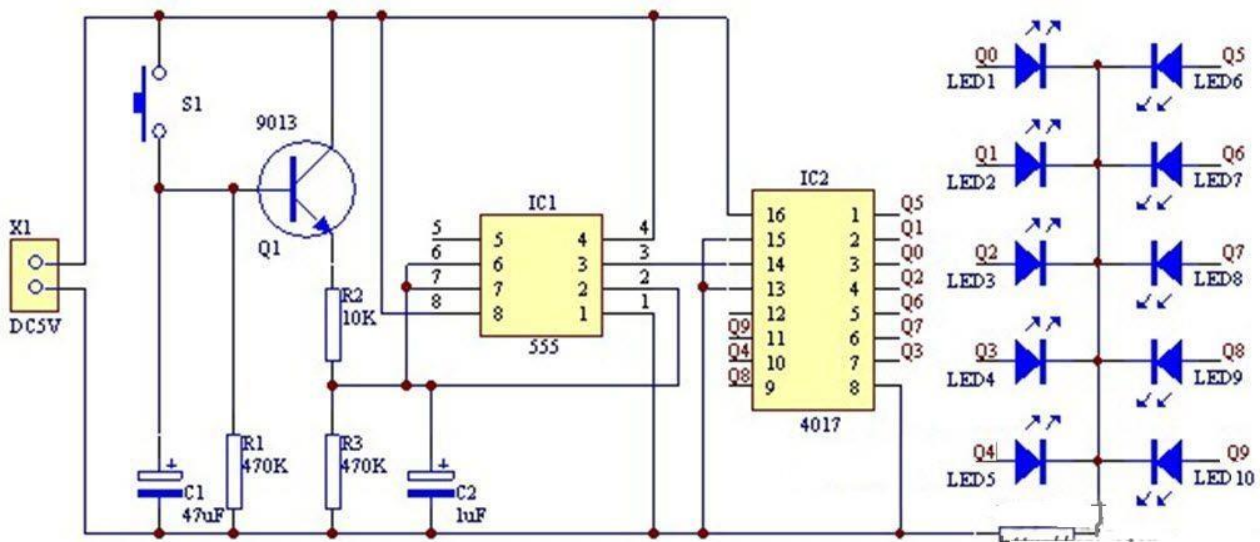 S1
9013
Q1
X1
DC5V
R2
10K
R1
470K
R3
470K
C1
47uF
+
C2
1uF
+
IC1
5 5 4 4
6 6 3 3
7 7 2 2
8 8 1 1
555
IC2
16 1 Q5
15 2 Q1
14 3 Q0
13 4 Q2
12 5 Q6
Q9 11 6 Q7
Q4 10 7 Q3
Q8 9 8
4017
Q0 Q5
LED1 LED6
Q1 Q6
LED2 LED7
Q2 Q7
LED3 LED8
Q3 Q8
LED4 LED9
Q4 Q9
LED5 LED10